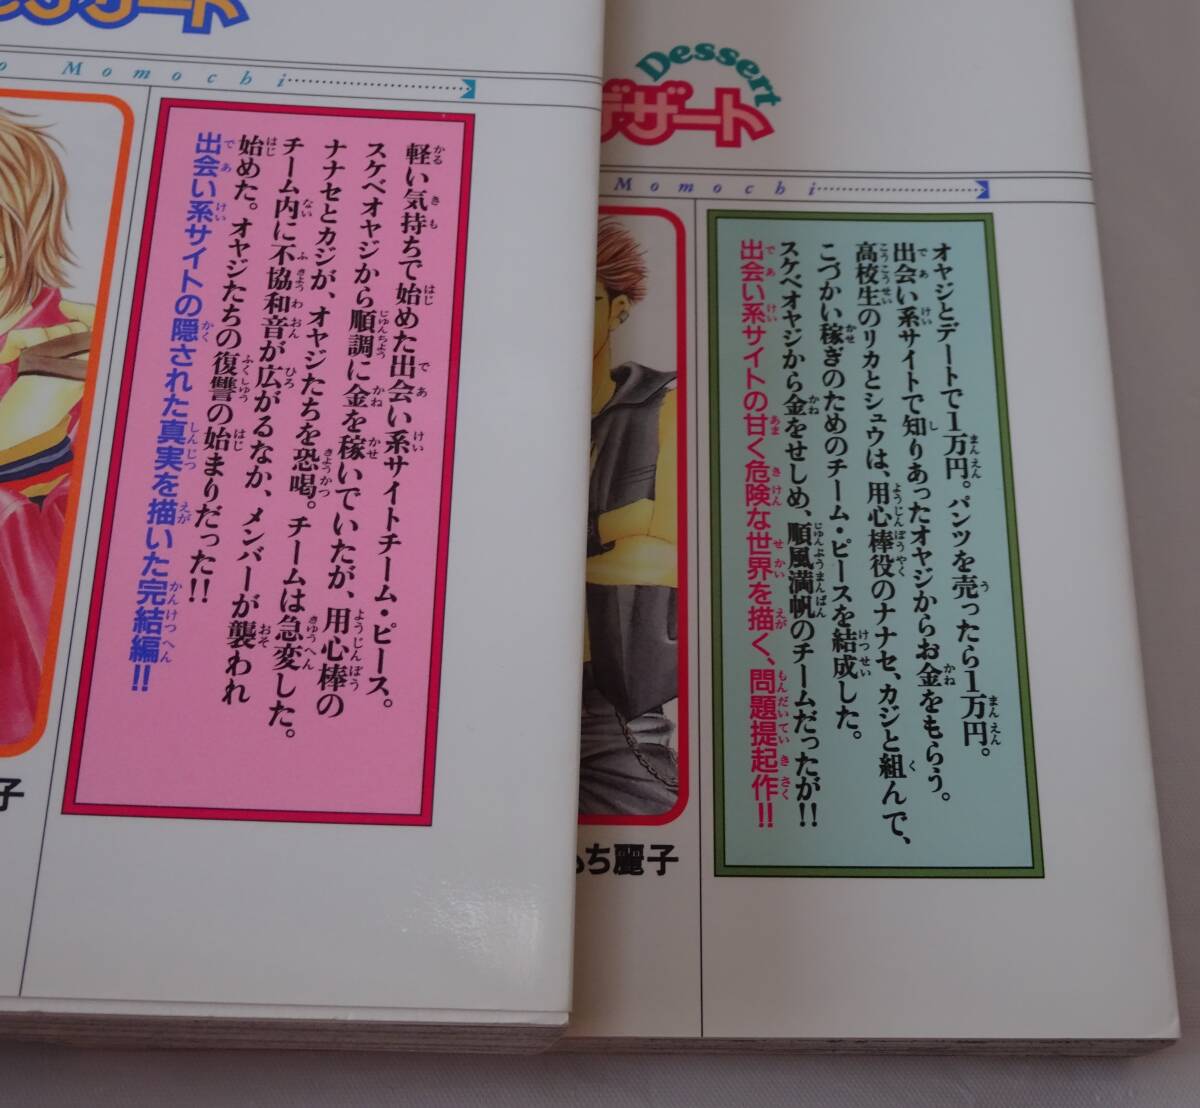 Momochi
軽い気持ちで始めた出会い系サイトチーム・ピース。
スケベオヤジから順調に金を稼いでいたが、用心棒の
ナナセとカジが、オヤジたちを恐喝。チームは急変した。
チーム内に不協和音が広がるなか、メンバーが襲われ
始めた。オヤジたちの復讐の始まりだった!!
出会い系サイトの隠された真実を描いた完結編!!
子
Dessert
デザート
Momochi
オヤジとデートで1万円。パンツを売ったら1万円。
出会い系サイトで知りあったオヤジからお金をもらう。
高校生のリカとシュウは、用心棒役のナナセ、カジと組んで、
こづかい稼ぎのためのチーム・ピースを結成した。
スケベオヤジから金をせしめ、順風満帆のチームだったが!!
出会い系サイトの甘く危険な世界を描く、問題提起作!!
ち麗子